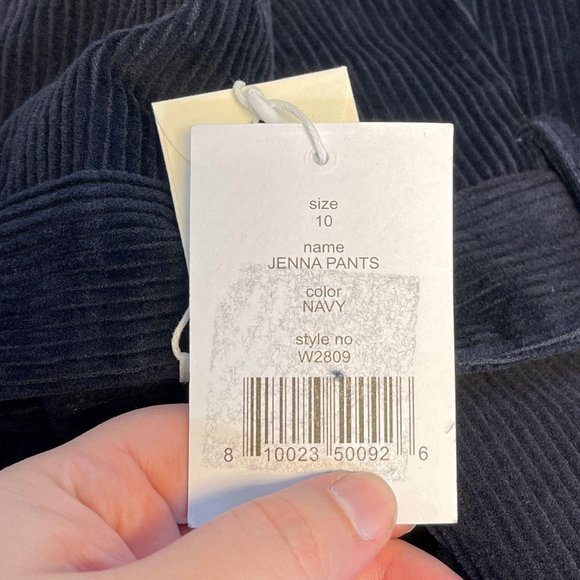 size
10
name
JENNA PANTS
color
NAVY
style no
W2809
8 10023 50092 6